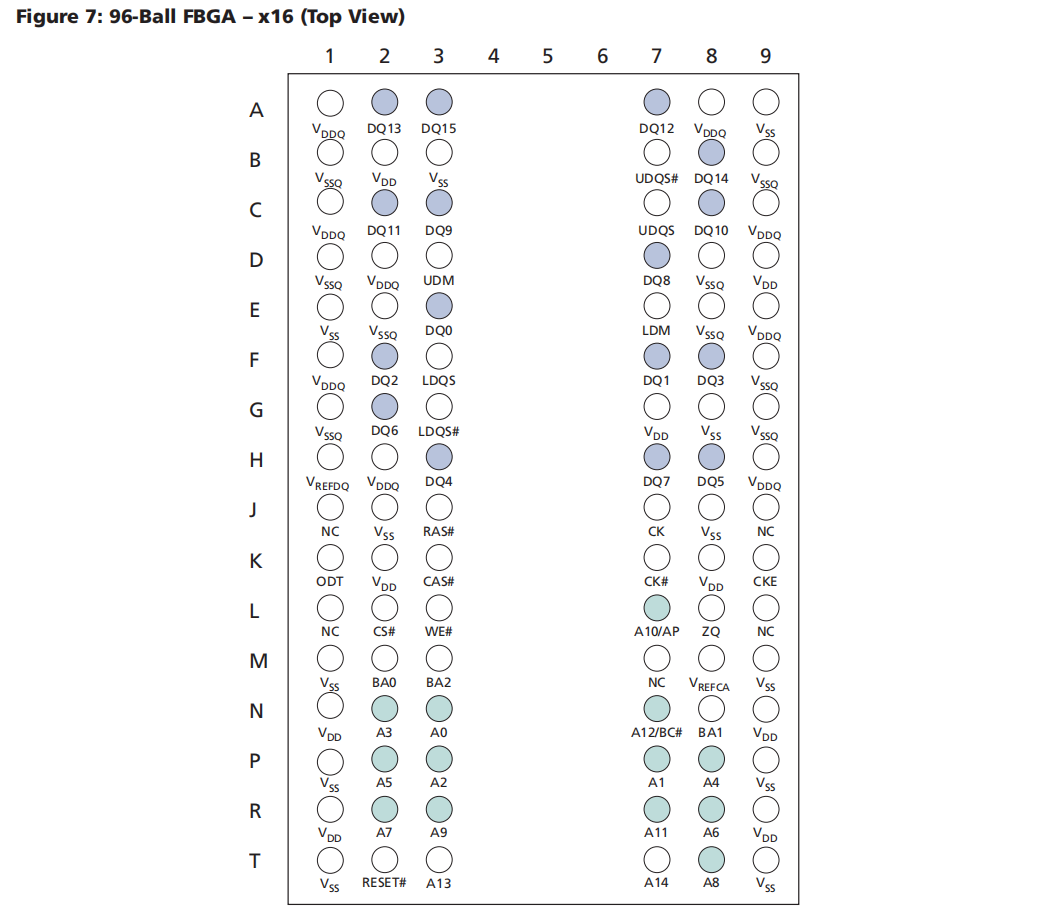 Figure 7: 96-Ball FBGA – x16 (Top View)
1 2 3 4 5 6 7 8 9
A
VDDQ DQ13 DQ15 DQ12 VDDQ VSS
B
VSSQ VDD VSS UDQS# DQ14 VSSQ
C
VDDQ DQ11 DQ9 UDQS DQ10 VDDQ
D
VSSQ VDDQ UDM DQ8 VSSQ VDD
E
VSS VSSQ DQ0 LDM VSSQ VDDQ
F
VDDQ DQ2 LDQS DQ1 DQ3 VSSQ
G
VSSQ DQ6 LDQS# VDD VSS VSSQ
H
VREFDQ VDDQ DQ4 DQ7 DQ5 VDDQ
J
NC VSS RAS# CK VSS NC
K
ODT VDD CAS# CK# VDD CKE
L
NC CS# WE# A10/AP ZQ NC
M
VSS BA0 BA2 NC VREFCA VSS
N
VDD A3 A0 A12/BC# BA1 VDD
P
VSS A5 A2 A1 A4 VSS
R
VDD A7 A9 A11 A6 VDD
T
VSS RESET# A13 A14 A8 VSS